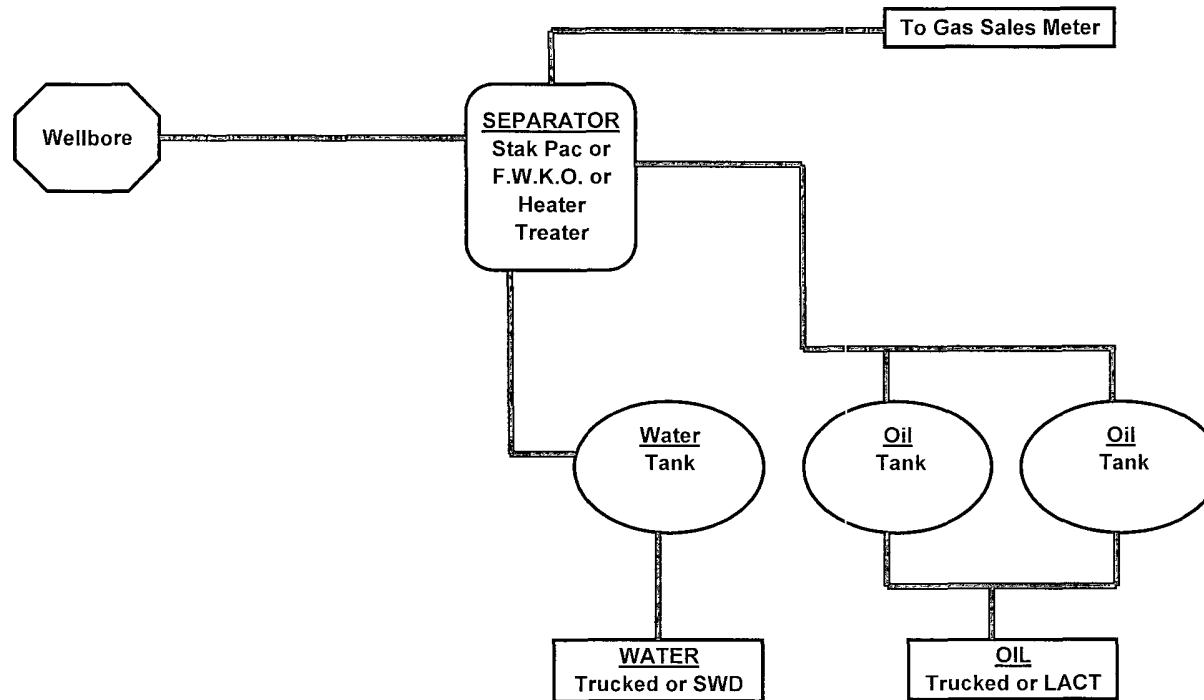 To Gas Sales Meter
Wellbore
SEPARATOR
Stak Pac or
F.W.K.O. or
Heater
Treater
Water
Tank
Oil
Tank
Oil
Tank
WATER
Trucked or SWD
OIL
Trucked or LACT